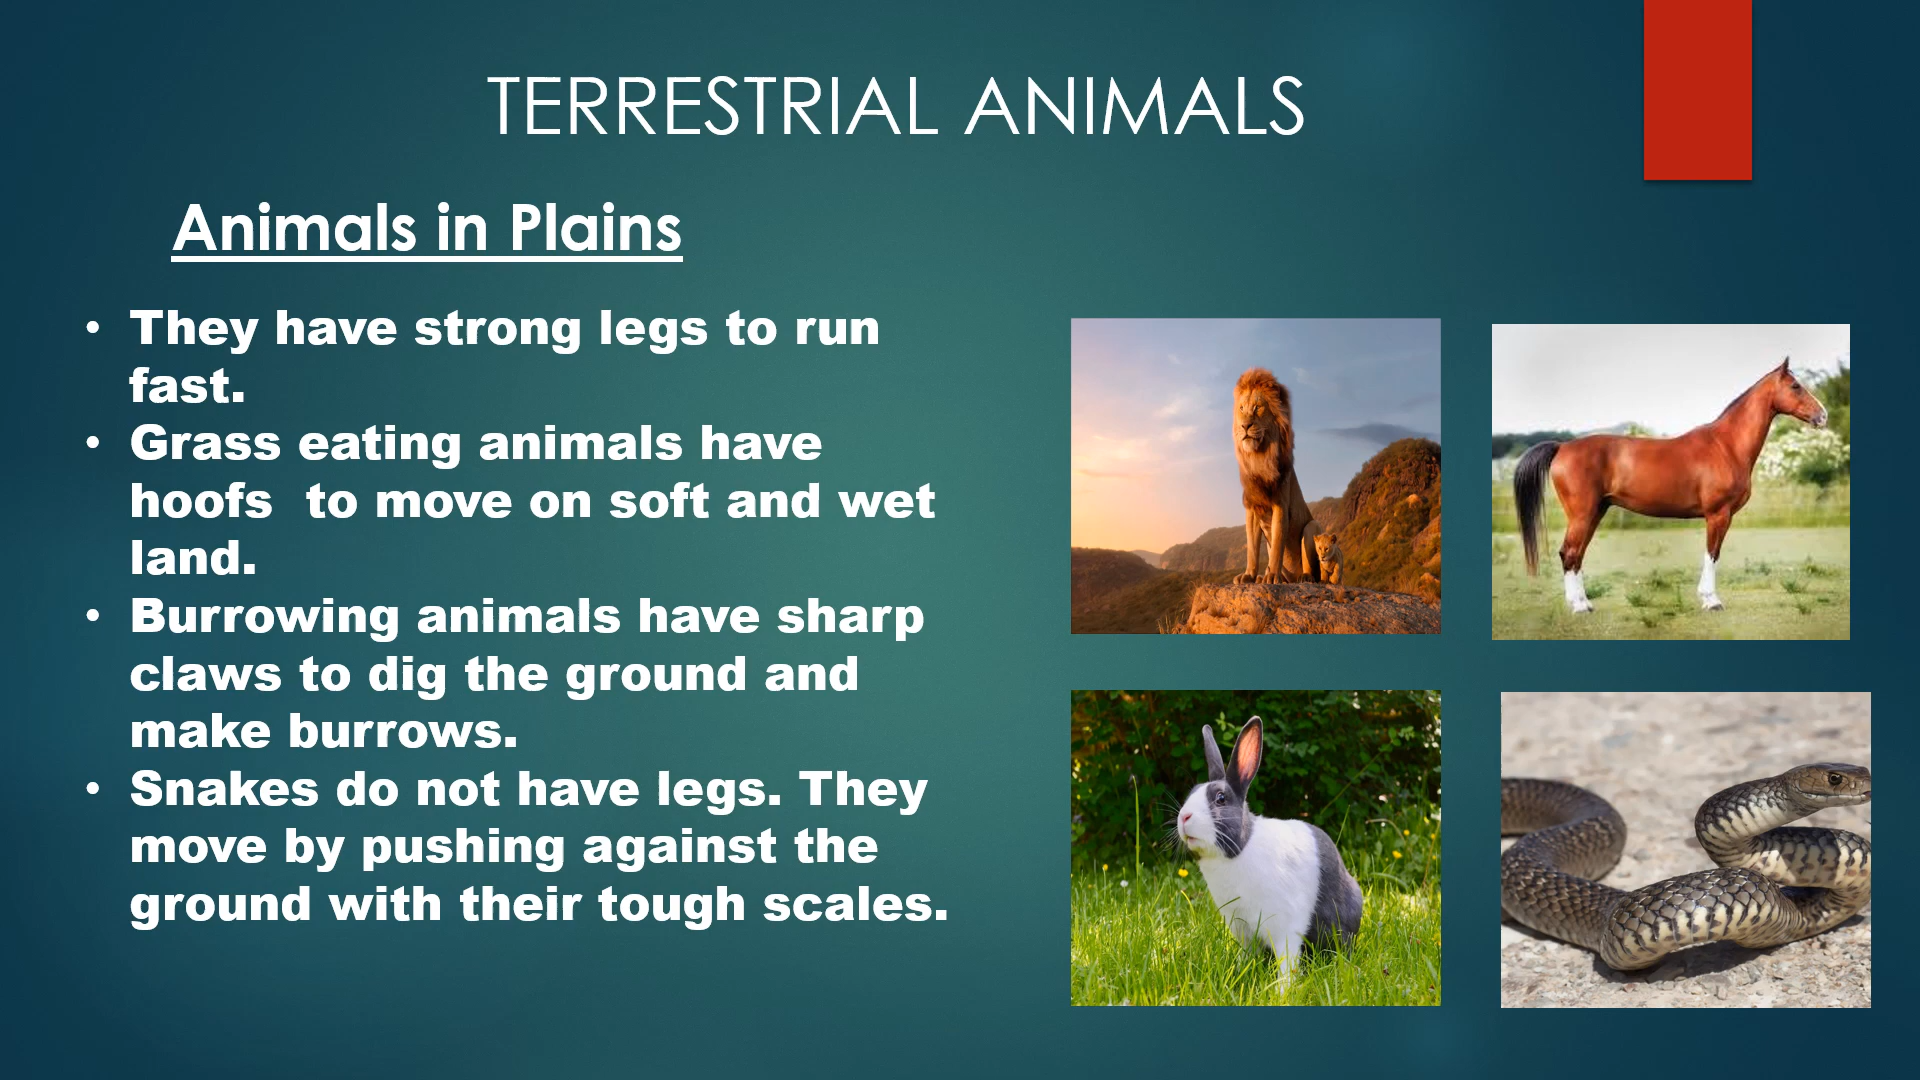 TERRESTRIAL ANIMALS
Animals in Plains
• They have strong legs to run
fast.
• Grass eating animals have
hoofs  to move on soft and wet
land.
• Burrowing animals have sharp
claws to dig the ground and
make burrows.
• Snakes do not have legs. They
move by pushing against the
ground with their tough scales.